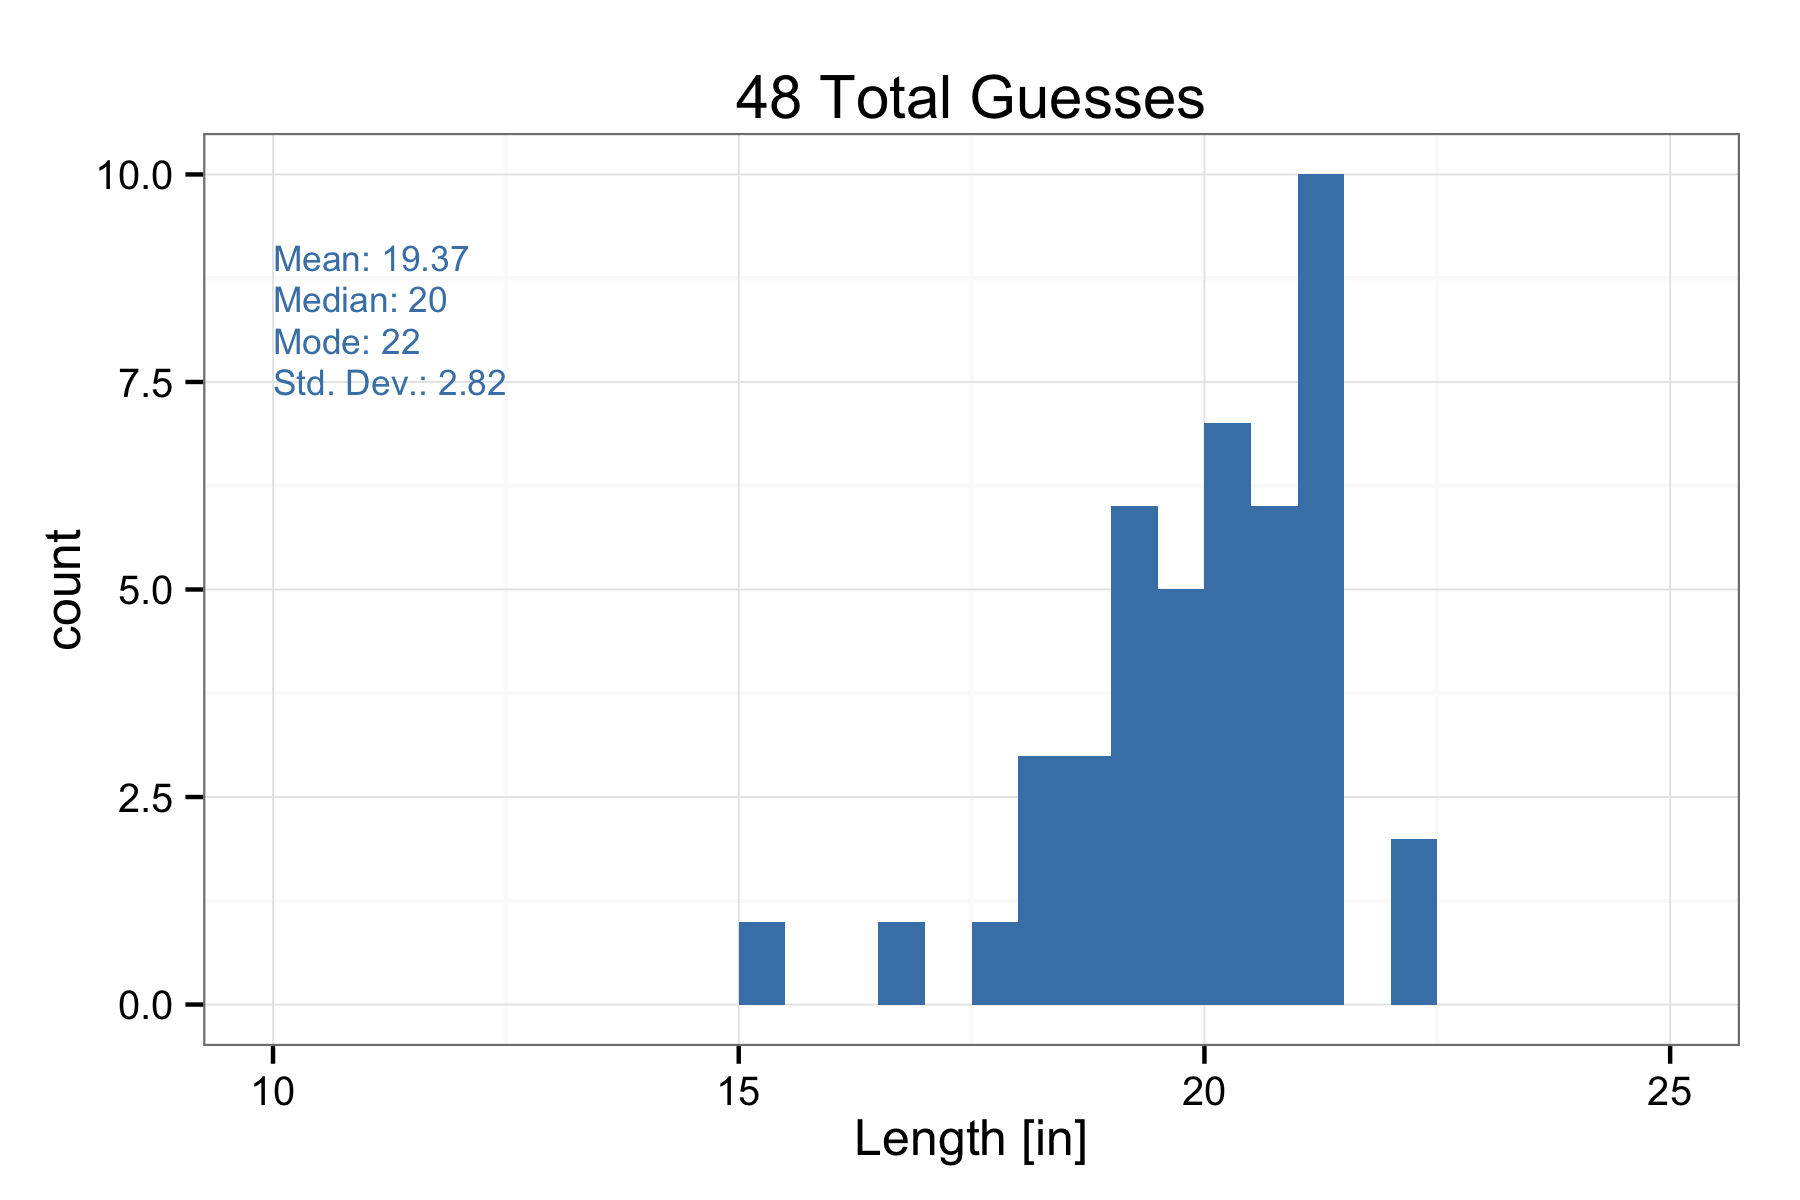 48 Total Guesses
10.0
7.5
5.0
2.5
0.0
count
Mean: 19.37
Median: 20
Mode: 22
Std. Dev.: 2.82
10
15
20
25
Length [in]